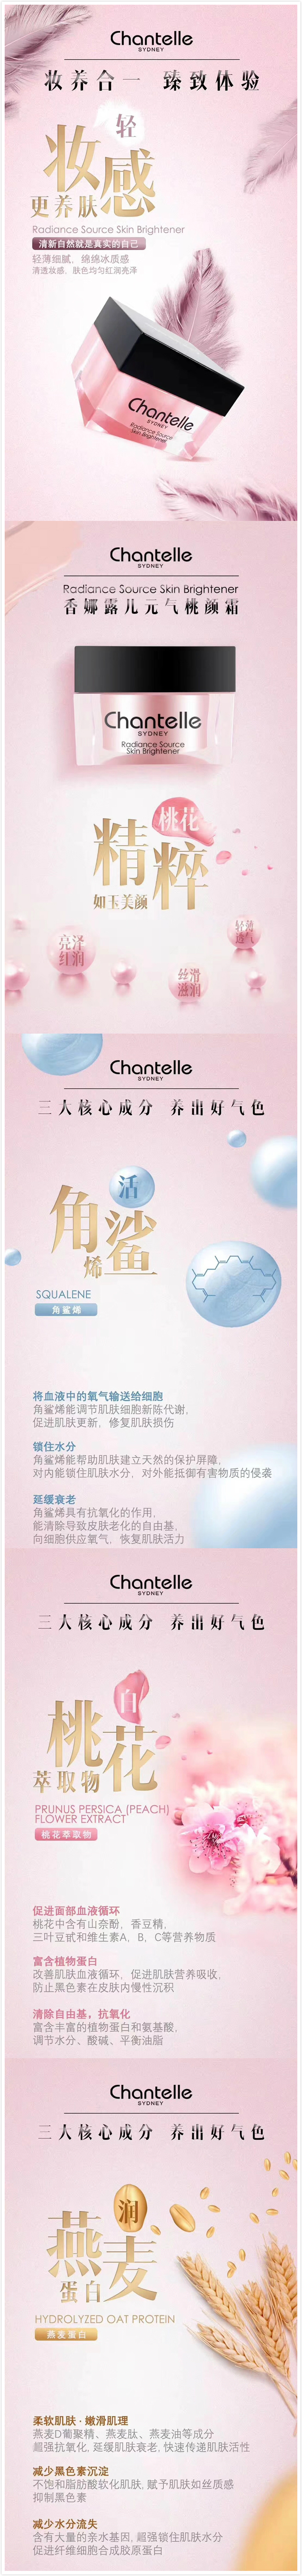 Chantelle
SYDNEY
妆养合一 臻致体验
轻
妆感
更养肤
Radiance Source Skin Brightener
清新自然就是真实的自己
轻薄细腻，绵绵冰质感
清透妆感，肤色均匀红润亮泽
Chantelle
SYDNEY
Radiance Source
Skin Brightener
Chantelle
SYDNEY
Radiance Source Skin Brightener
香娜露儿元气桃颜霜
Chantelle
SYDNEY
Radiance Source
Skin Brightener
桃花
精粹
如玉美颜
轻薄
透气
亮泽
红润
丝滑
滋润
Chantelle
SYDNEY
三大核心成分 养出好气色
活
角鲨
烯
SQUALENE
角鲨烯
将血液中的氧气输送给细胞
角鲨烯能调节肌肤细胞新陈代谢，
促进肌肤更新，修复肌肤损伤
锁住水分
角鲨烯能帮助肌肤建立天然的保护屏障，
对内能锁住肌肤水分，对外能抵御有害物质的侵袭
延缓衰老
角鲨烯具有抗氧化的作用，
能清除导致皮肤老化的自由基，
向细胞供应氧气，恢复肌肤活力
Chantelle
SYDNEY
三大核心成分 养出好气色
白
桃花
萃取物
PRUNUS PERSICA (PEACH)
FLOWER EXTRACT
桃花萃取物
促进面部血液循环
桃花中含有山奈酚，香豆精，
三叶豆甙和维生素A，B，C等营养物质
富含植物蛋白
改善肌肤血液循环，促进肌肤营养吸收，
防止黑色素在皮肤内慢性沉积
清除自由基，抗氧化
富含丰富的植物蛋白和氨基酸，
调节水分、酸碱、平衡油脂
Chantelle
SYDNEY
三大核心成分 养出好气色
润
燕麦
蛋白
HYDROLYZED OAT PROTEIN
燕麦蛋白
柔软肌肤 · 嫩滑肌理
燕麦D葡聚精、燕麦肽、燕麦油等成分
超强抗氧化,延缓肌肤衰老,快速传递肌肤活性
减少黑色素沉淀
不饱和脂肪酸软化肌肤,赋予肌肤如丝质感
抑制黑色素
减少水分流失
含有大量的亲水基因,超强锁住肌肤水分
促进纤维细胞合成胶原蛋白